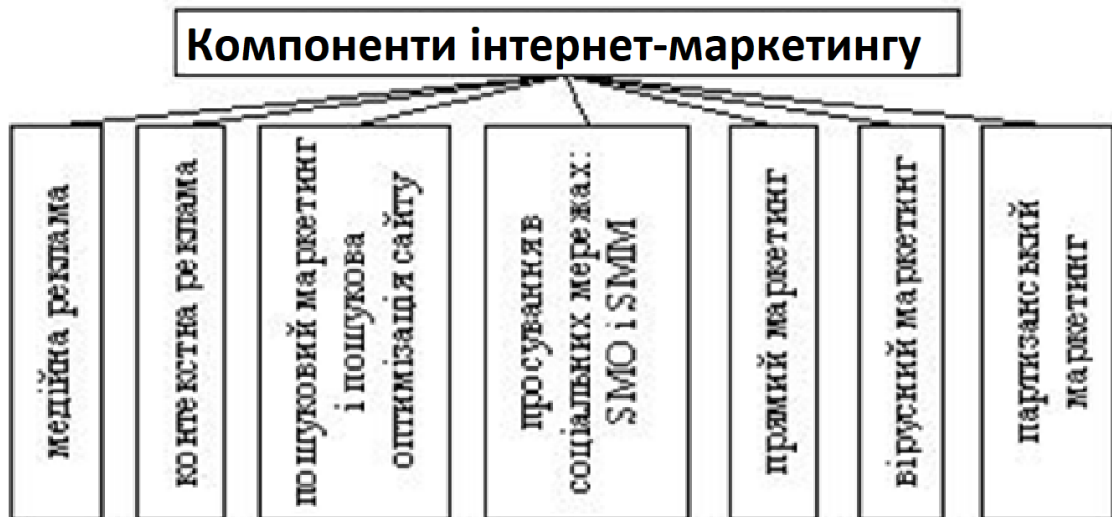 Компоненти інтернет-маркетингу
медійна реклама
контекстна реклама
пошуковий маркетинг
і пошукова
оптимізація сайту
просування в
соціальних мережах:
SMO і SMM
прямий маркетинг
вірусний маркетинг
партизанський
маркетинг